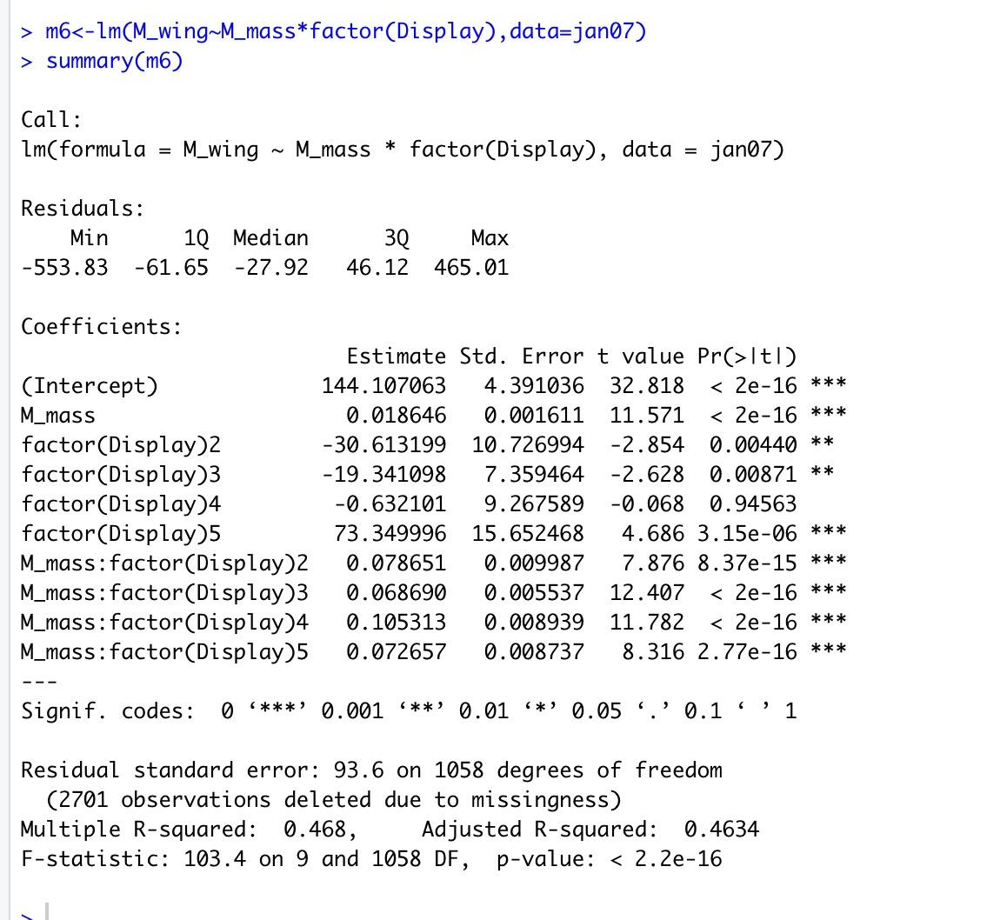 > m6<-lm(M_wing~M_mass*factor(Display),data=jan07)
> summary(m6)
Call:
lm(formula = M_wing ~ M_mass * factor(Display), data = jan07)
Residuals:
    Min      1Q  Median      3Q     Max
-553.83  -61.65  -27.92   46.12  465.01
Coefficients:
                          Estimate Std. Error t value Pr(>|t|)
(Intercept)             144.107063   4.391036  32.818  < 2e-16 ***
M_mass                    0.018646   0.001611  11.571  < 2e-16 ***
factor(Display)2        -30.613199  10.726994  -2.854  0.00440 **
factor(Display)3        -19.341098   7.359464  -2.628  0.00871 **
factor(Display)4         -0.632101   9.267589  -0.068  0.94563
factor(Display)5         73.349996  15.652468   4.686 3.15e-06 ***
M_mass:factor(Display)2   0.078651   0.009987   7.876 8.37e-15 ***
M_mass:factor(Display)3   0.068690   0.005537  12.407  < 2e-16 ***
M_mass:factor(Display)4   0.105313   0.008939  11.782  < 2e-16 ***
M_mass:factor(Display)5   0.072657   0.008737   8.316 2.77e-16 ***
---
Signif. codes:  0 ‘***’ 0.001 ‘**’ 0.01 ‘*’ 0.05 ‘.’ 0.1 ‘ ’ 1
Residual standard error: 93.6 on 1058 degrees of freedom
  (2701 observations deleted due to missingness)
Multiple R-squared:  0.468,	Adjusted R-squared:  0.4634
F-statistic: 103.4 on 9 and 1058 DF,  p-value: < 2.2e-16
>